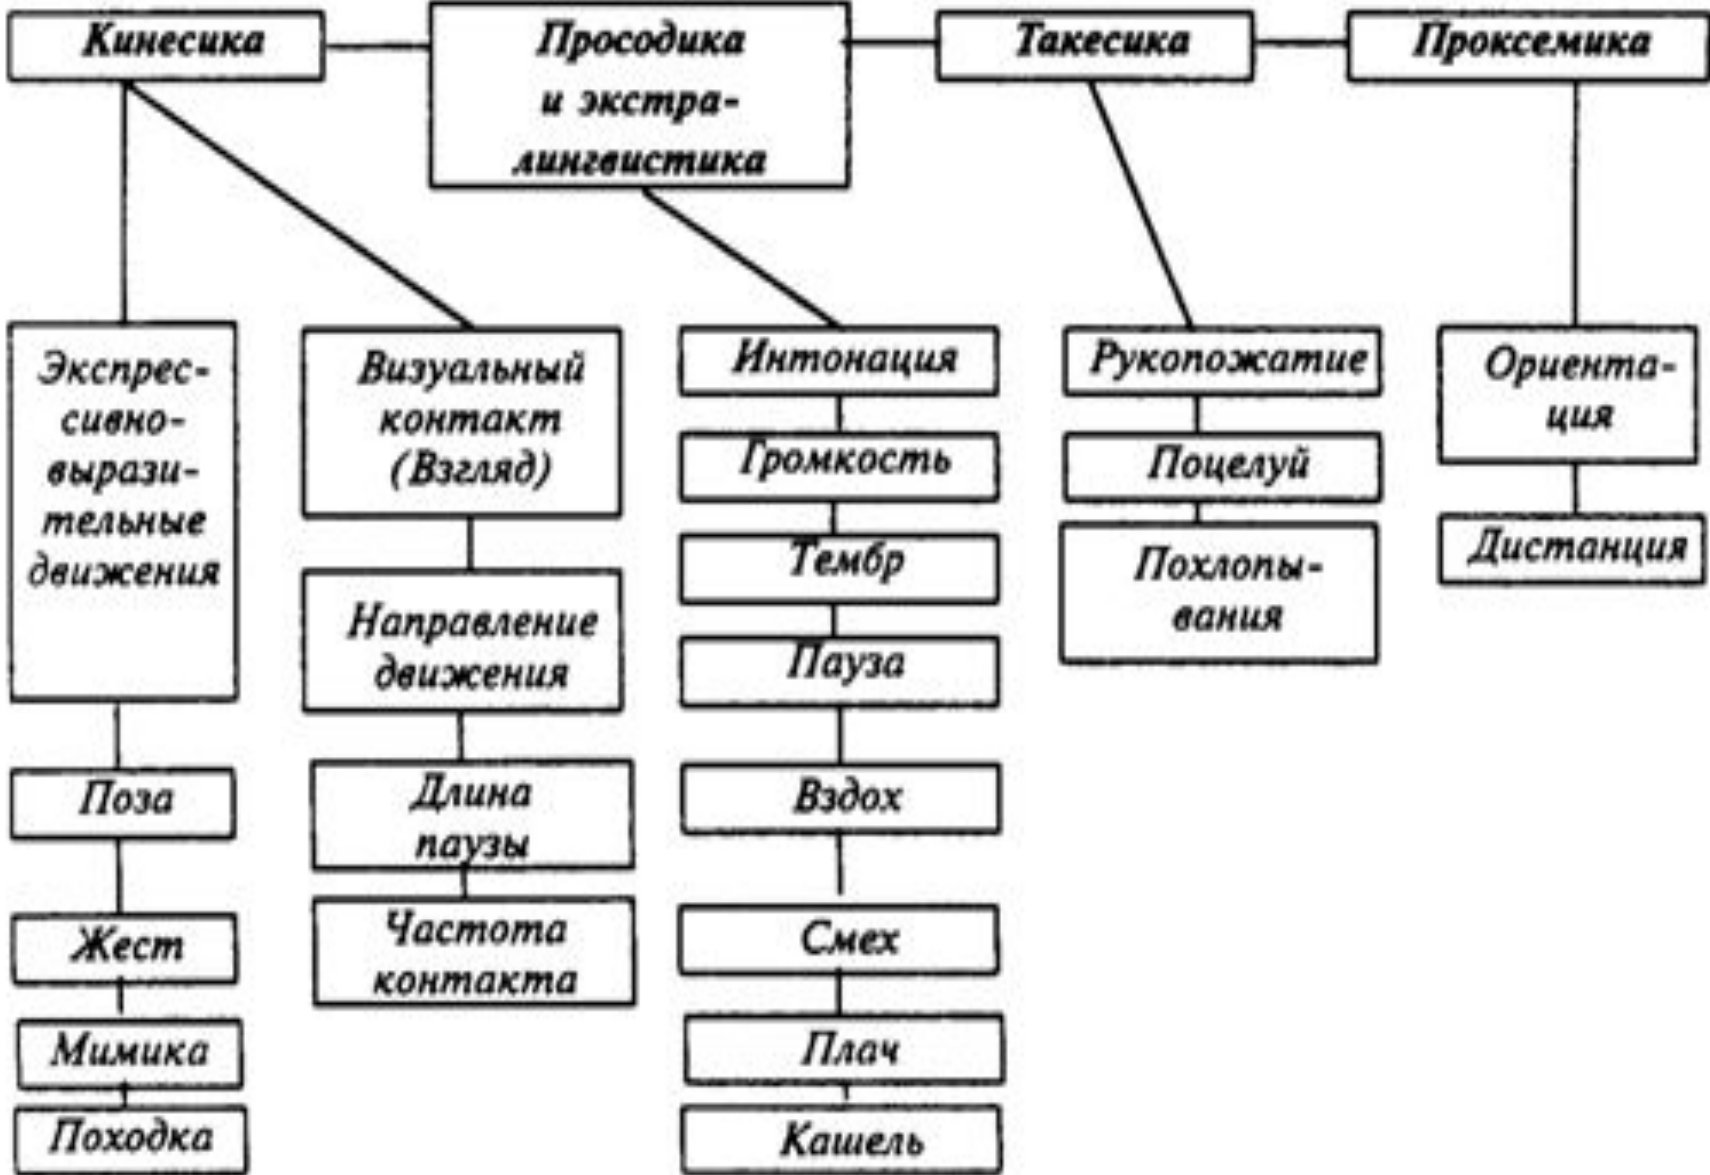 Кинесика
Просодика
и экстра-
лингвистика
Такесика
Проксемика
Экспрес-
сивно-
вырази-
тельные
движения
Поза
Жест
Мимика
Походка
Визуальный
контакт
(Взгляд)
Направление
движения
Длина
паузы
Частота
контакта
Интонация
Громкость
Тембр
Пауза
Вздох
Смех
Плач
Кашель
Рукопожатие
Поцелуй
Похлопы-
вания
Ориента-
ция
Дистанция